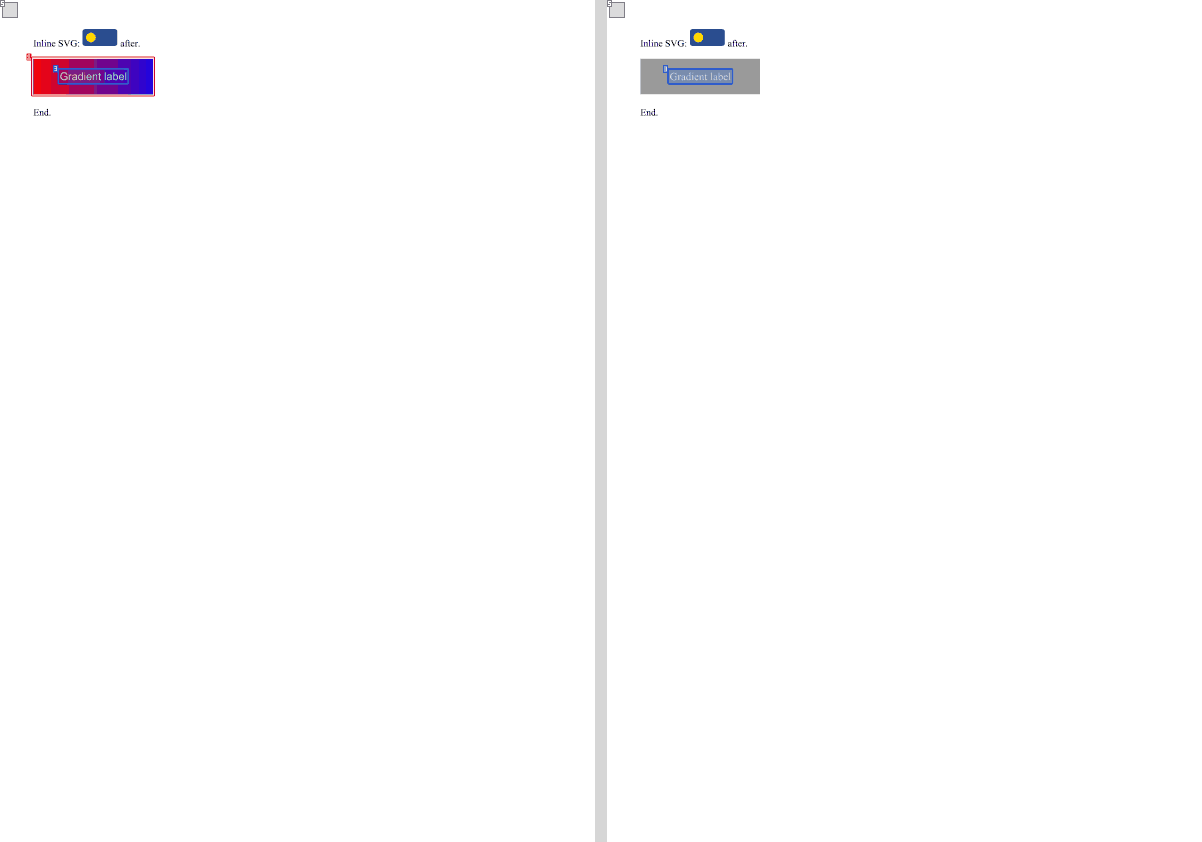 Inline SVG: after.
Gradient label
End.
Inline SVG: after.
Gradient label
End.